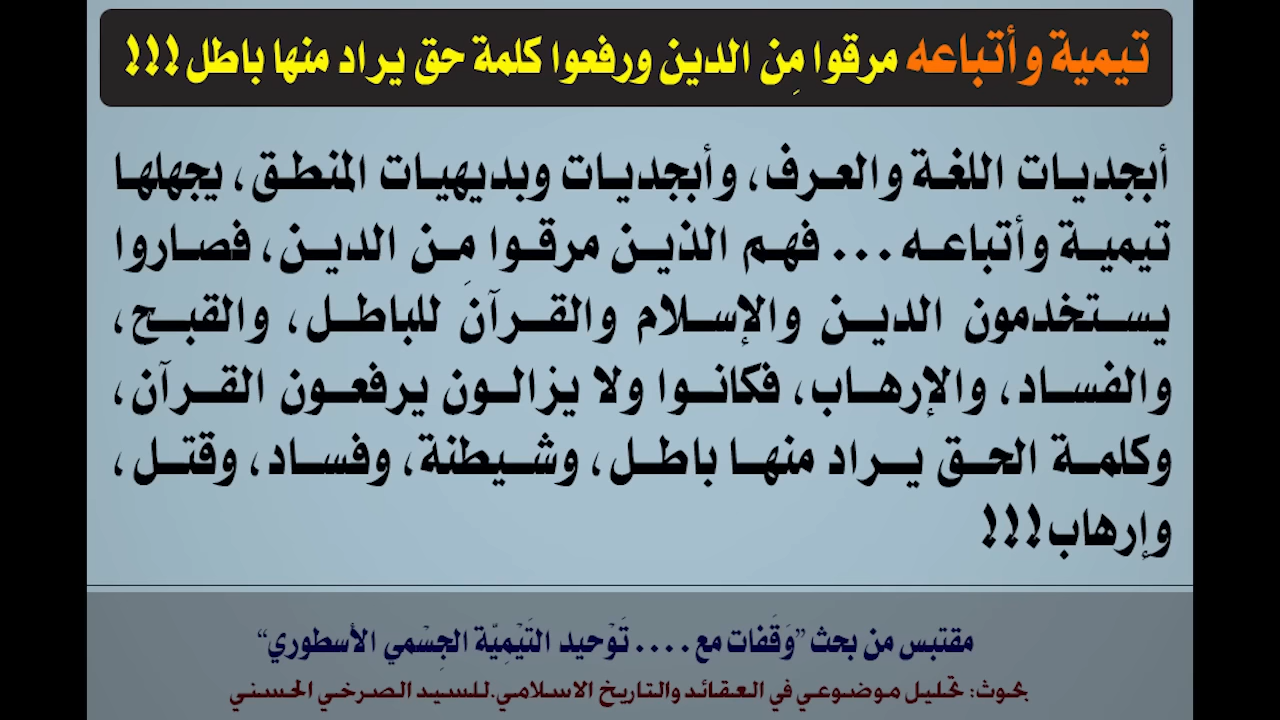 تيمية وأتباعه مرقوا مِن الدين ورفعوا كلمة حق يراد منها باطل!!!
أبجديات اللغة والعرف، وأبجديات وبديهيات المنطق، يجهلها
تيمية وأتباعه... فهم الذين مرقوا من الدين، فصاروا
يستخدمون الدين والإسلام والقرآنَ للباطل، والقبح،
والفساد، والإرهاب، فكانوا ولا يزالون يرفعون القرآن،
وكلمة الحق يراد منها باطل، وشيطنة، وفساد، وقتل،
وإرهاب!!!
مقتبس من بحث "وَقَفات مع.... تَوْحيد التَيْمِيّة الجِسْمي الأسطوري"
بحوث: تحليل موضوعي في العقائد والتاريخ الاسلامي.للسيد الصرخي الحسني